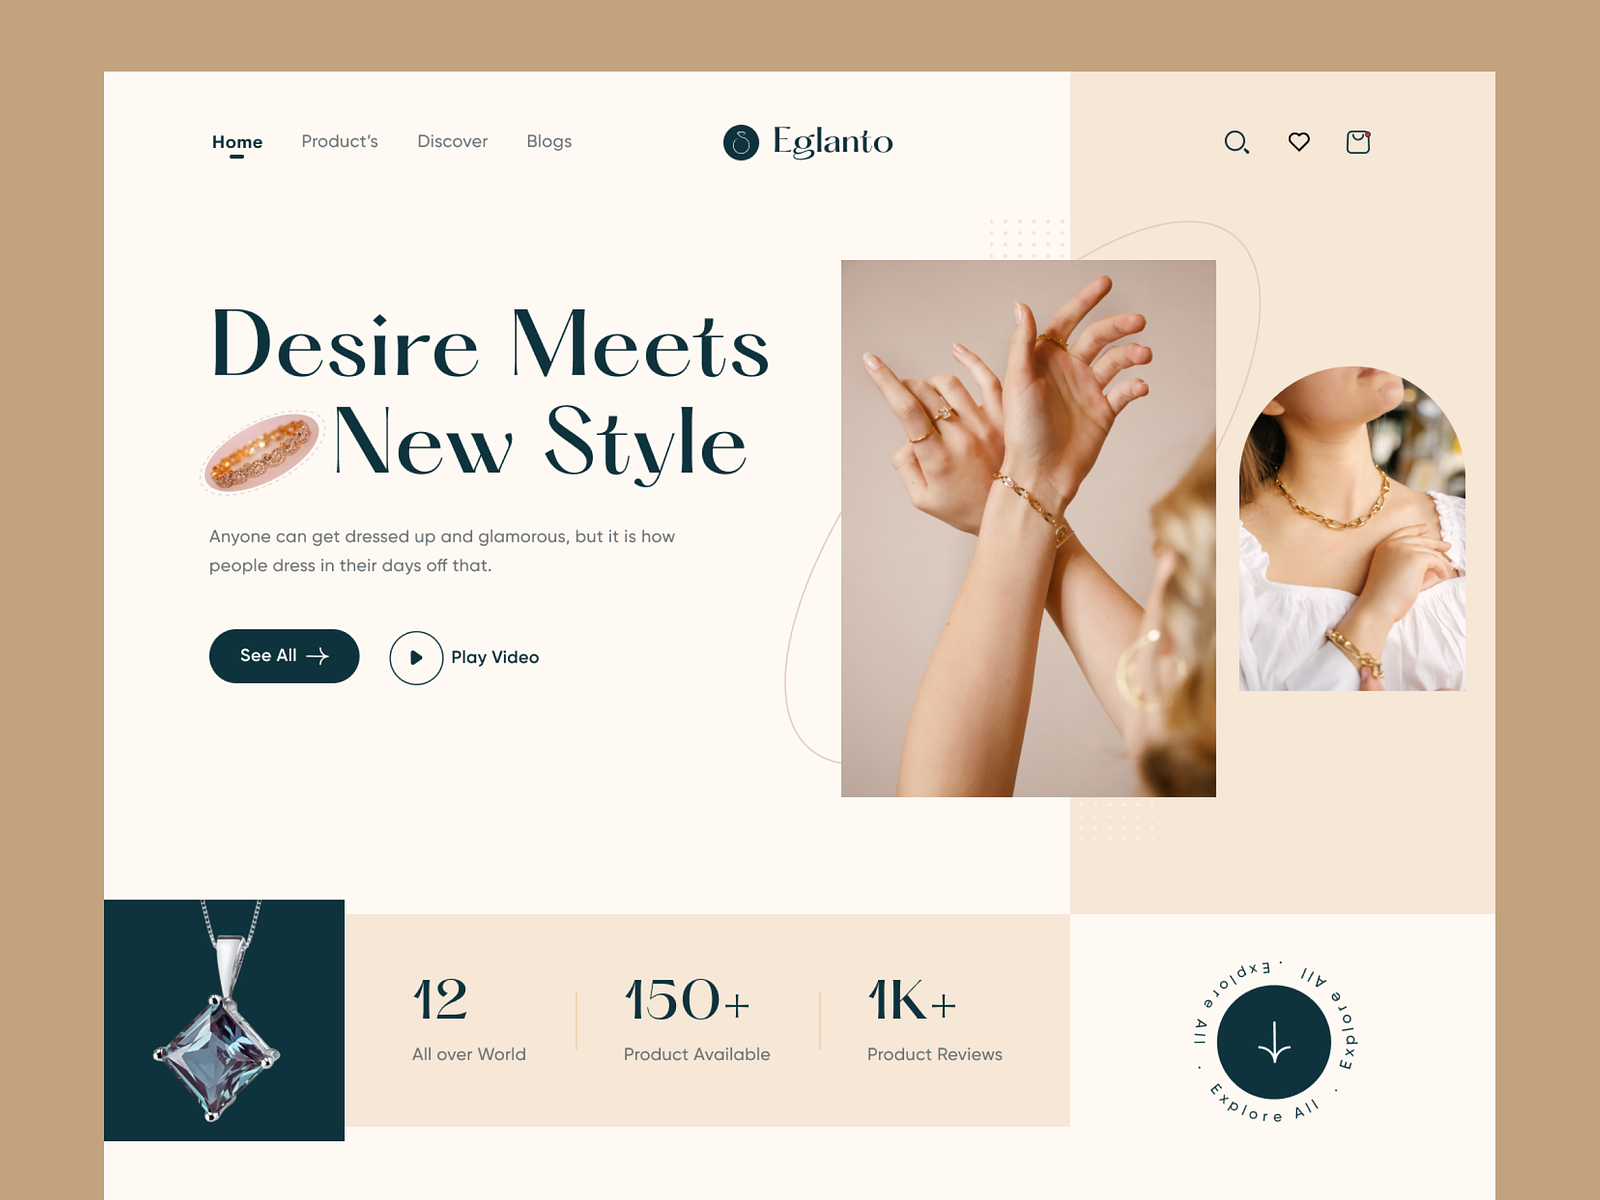 Home Product's Discover Blogs
Eglanto
Desire Meets
New Style
Anyone can get dressed up and glamorous, but it is how
people dress in their days off that.
See All
Play Video
12
All over World
150+
Product Available
1K+
Product Reviews
Explore All · Explore All · Explore All ·